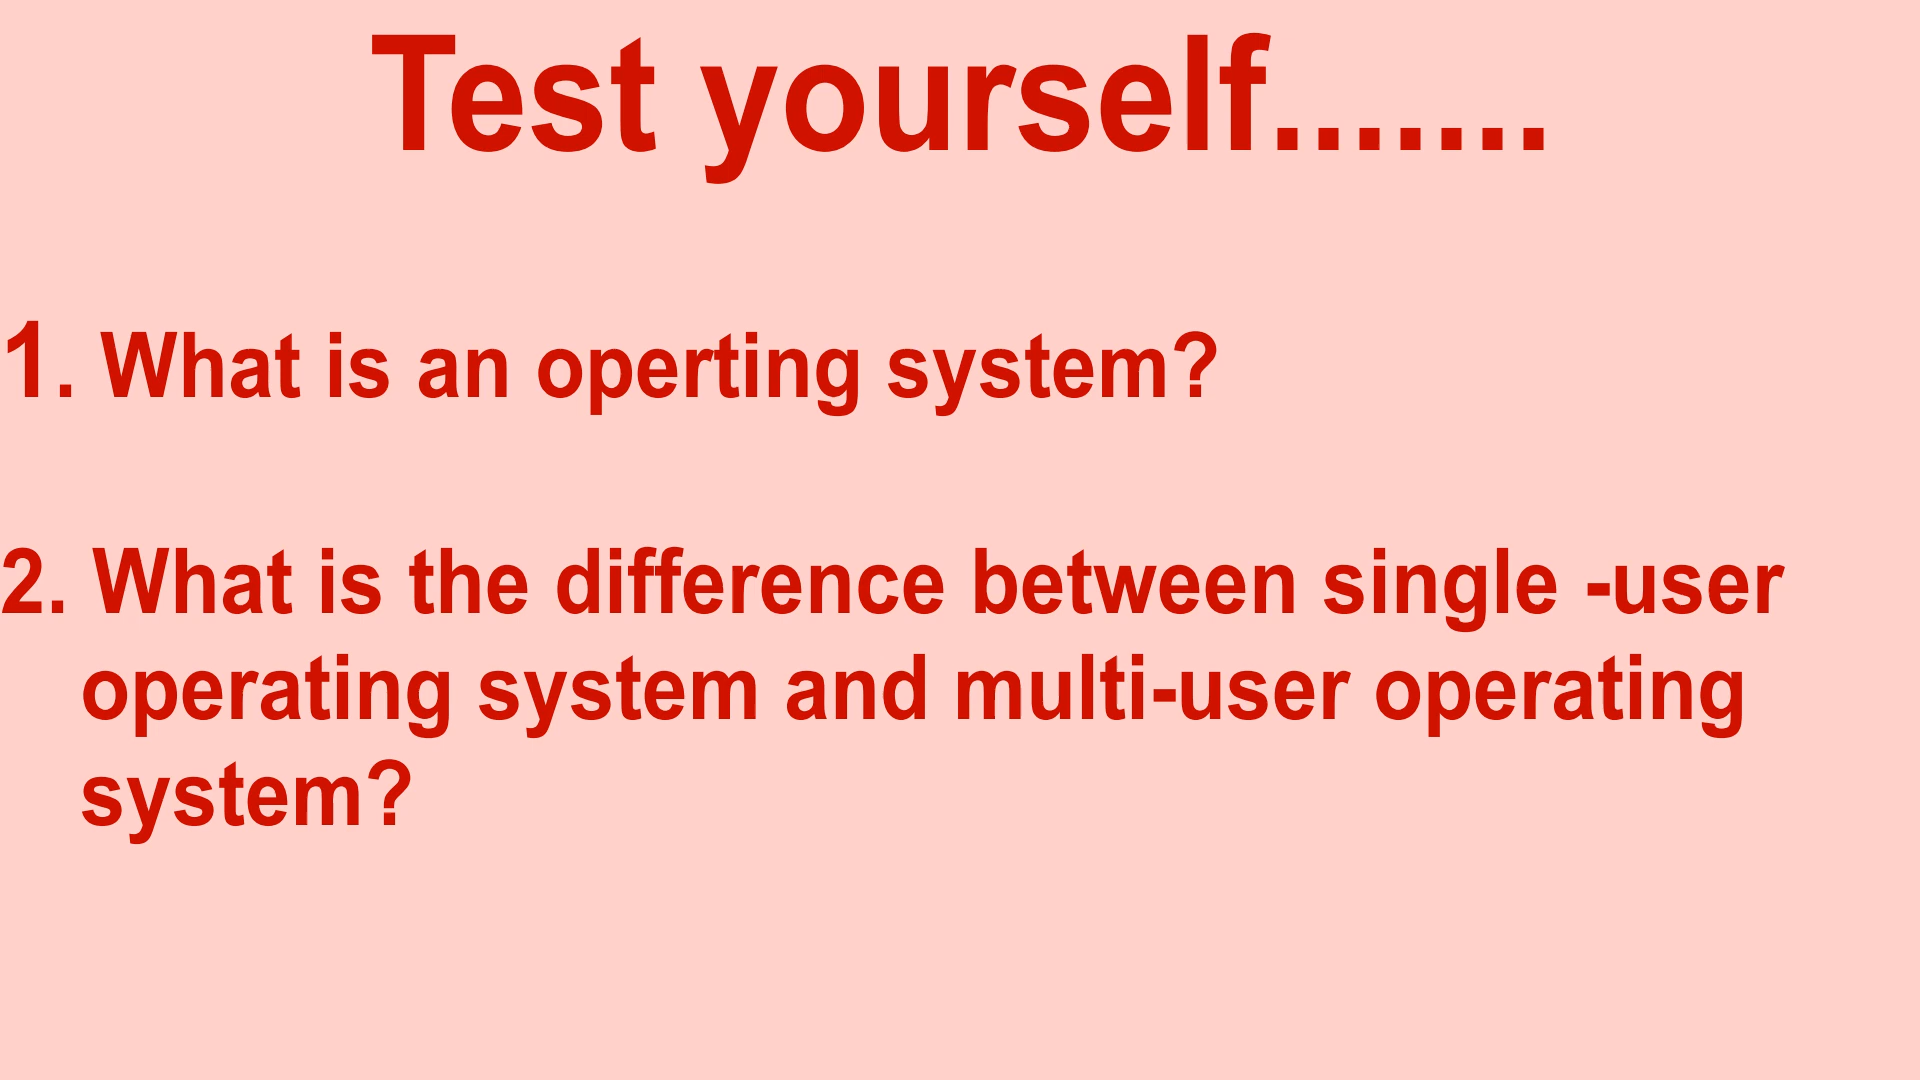 Test yourself.......
1. What is an operting system?
2. What is the difference between single -user
operating system and multi-user operating
system?